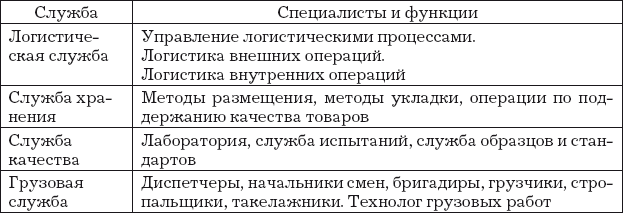 Служба Специалисты и функции
Логистиче- Управление логистическими процессами.
ская служба Логистика внешних операций.
Логистика внутренних операций
Служба хра- Методы размещения, методы укладки, операции по под-
нения держанию качества товаров
Служба Лаборатория, служба испытаний, служба образцов и стан-
качества дартов
Грузовая Диспетчеры, начальники смен, бригадиры, грузчики, стро-
служба пальщики, такелажники. Технолог грузовых работ